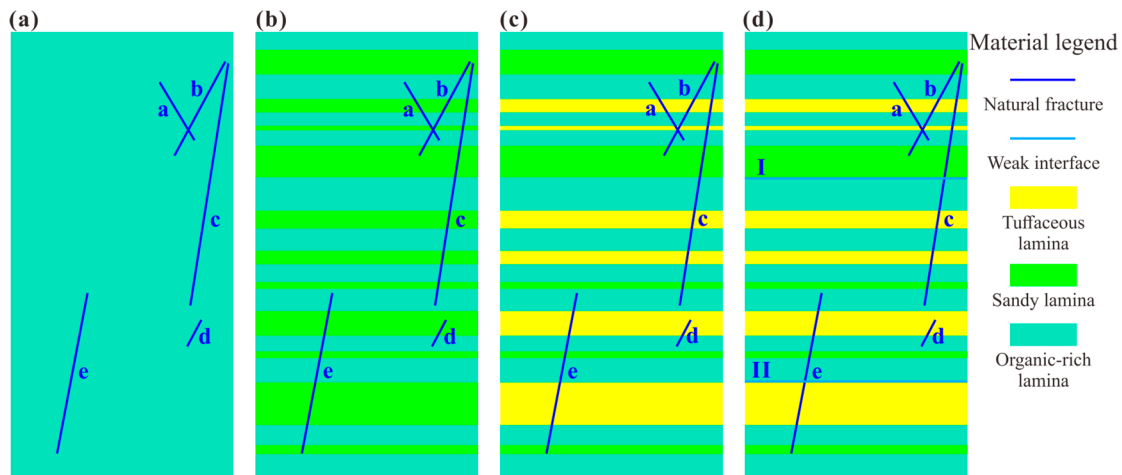 (a)
(b)
(c)
(d)
b
a
c
d
e
b
a
c
d
e
b
a
c
d
e
b
a
I
c
d
II
e
Material legend
Natural fracture
Weak interface
Tuffaceous
lamina
Sandy lamina
Organic-rich
lamina